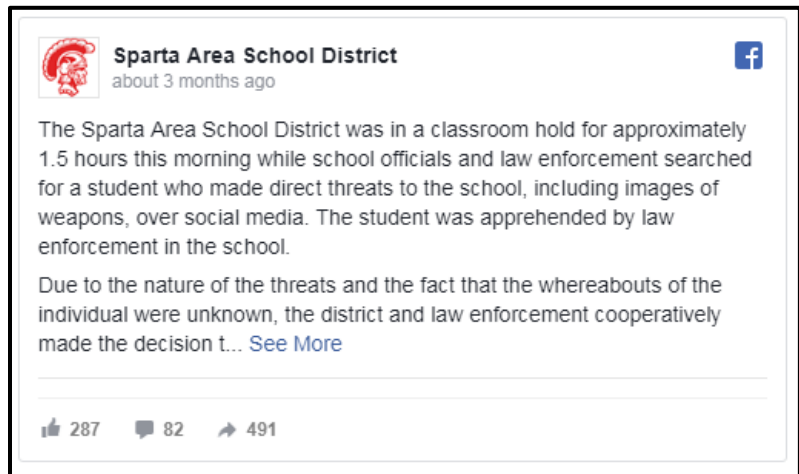 Sparta Area School District
about 3 months ago
The Sparta Area School District was in a classroom hold for approximately
1.5 hours this morning while school officials and law enforcement searched
for a student who made direct threats to the school, including images of
weapons, over social media. The student was apprehended by law
enforcement in the school.
Due to the nature of the threats and the fact that the whereabouts of the
individual were unknown, the district and law enforcement cooperatively
made the decision t... See More
287 82 491